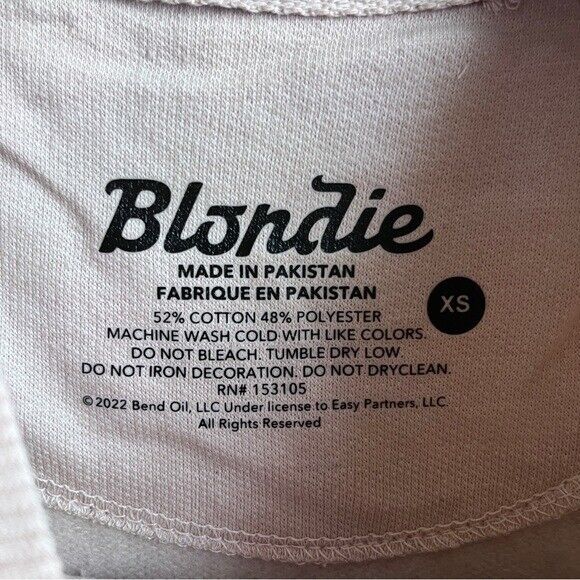 Blondie
MADE IN PAKISTAN
FABRIQUE EN PAKISTAN
XS
52% COTTON 48% POLYESTER
MACHINE WASH COLD WITH LIKE COLORS.
DO NOT BLEACH. TUMBLE DRY LOW.
DO NOT IRON DECORATION. DO NOT DRYCLEAN.
RN# 153105
©2022 Bend Oil, LLC Under license to Easy Partners, LLC.
All Rights Reserved